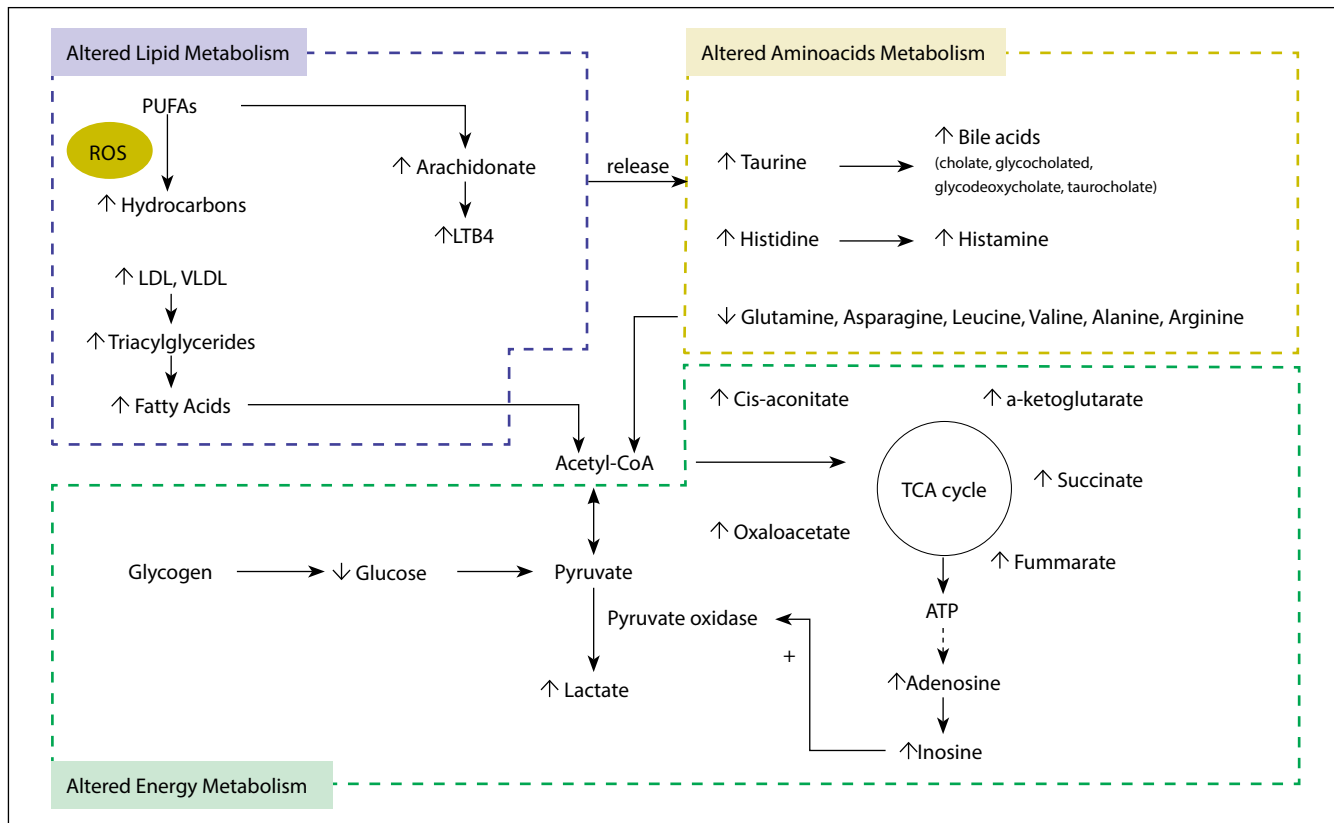 Altered Lipid Metabolism
PUFAs
ROS
↑ Hydrocarbons
↑ Arachidonate
↑LTB4
↑ LDL, VLDL
↑Triacylglycerides
↑ Fatty Acids
release
Altered Aminoacids Metabolism
↑ Taurine
↑ Bile acids
(cholate, glycocholated,
glycodeoxycholate, taurocholate)
↑ Histidine
↑ Histamine
↓ Glutamine, Asparagine, Leucine, Valine, Alanine, Arginine
Acetyl-CoA
↑ Cis-aconitate
↑ a-ketoglutarate
TCA cycle
↑ Succinate
↑ Oxaloacetate
↑ Fummarate
Glycogen
↓ Glucose
Pyruvate
Pyruvate oxidase
+
↑ Lactate
ATP
↑Adenosine
↑Inosine
Altered Energy Metabolism